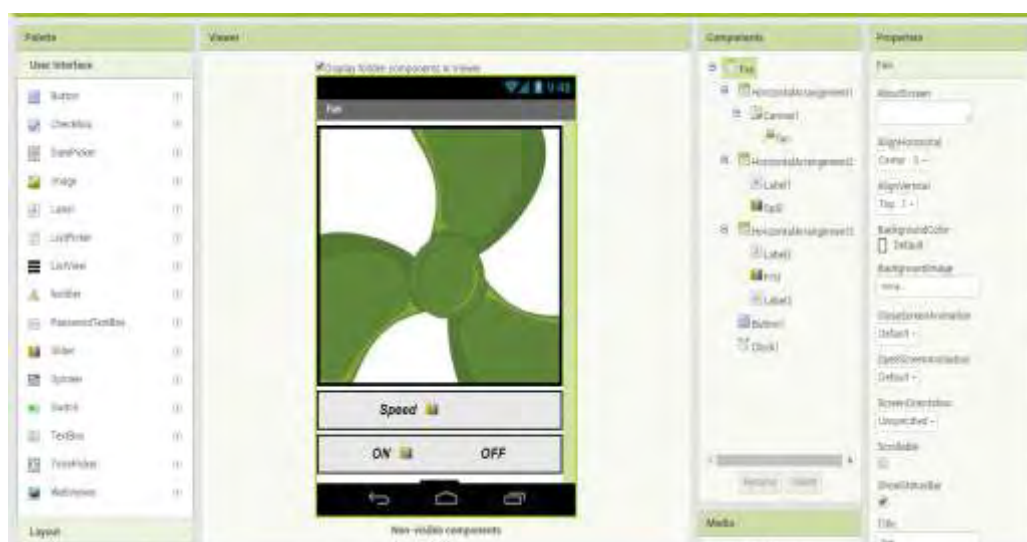 Palette
User Interface
Button
CheckBox
DatePicker
Image
Label
ListPicker
ListView
Notifier
PasswordTextBox
Slider
Spinner
Switch
TextBox
TimePicker
WebViewer
Layout
Viewer
Display hidden components in Viewer
9:48
Fan
Speed
ON OFF
Non-visible components
Components
Fan
HorizontalArrangement1
Canvas1
Fan
HorizontalArrangement2
Label1
HorizontalArrangement3
Label2
Label3
Button1
Clock1
Rename Delete
Media
Properties
Fan
AboutScreen
AlignHorizontal
Center : 3
AlignVertical
Top : 1
BackgroundColor
Default
BackgroundImage
None...
CloseScreenAnimation
Default
OpenScreenAnimation
Default
ScreenOrientation
Unspecified
Scrollable
ShowStatusBar
Title